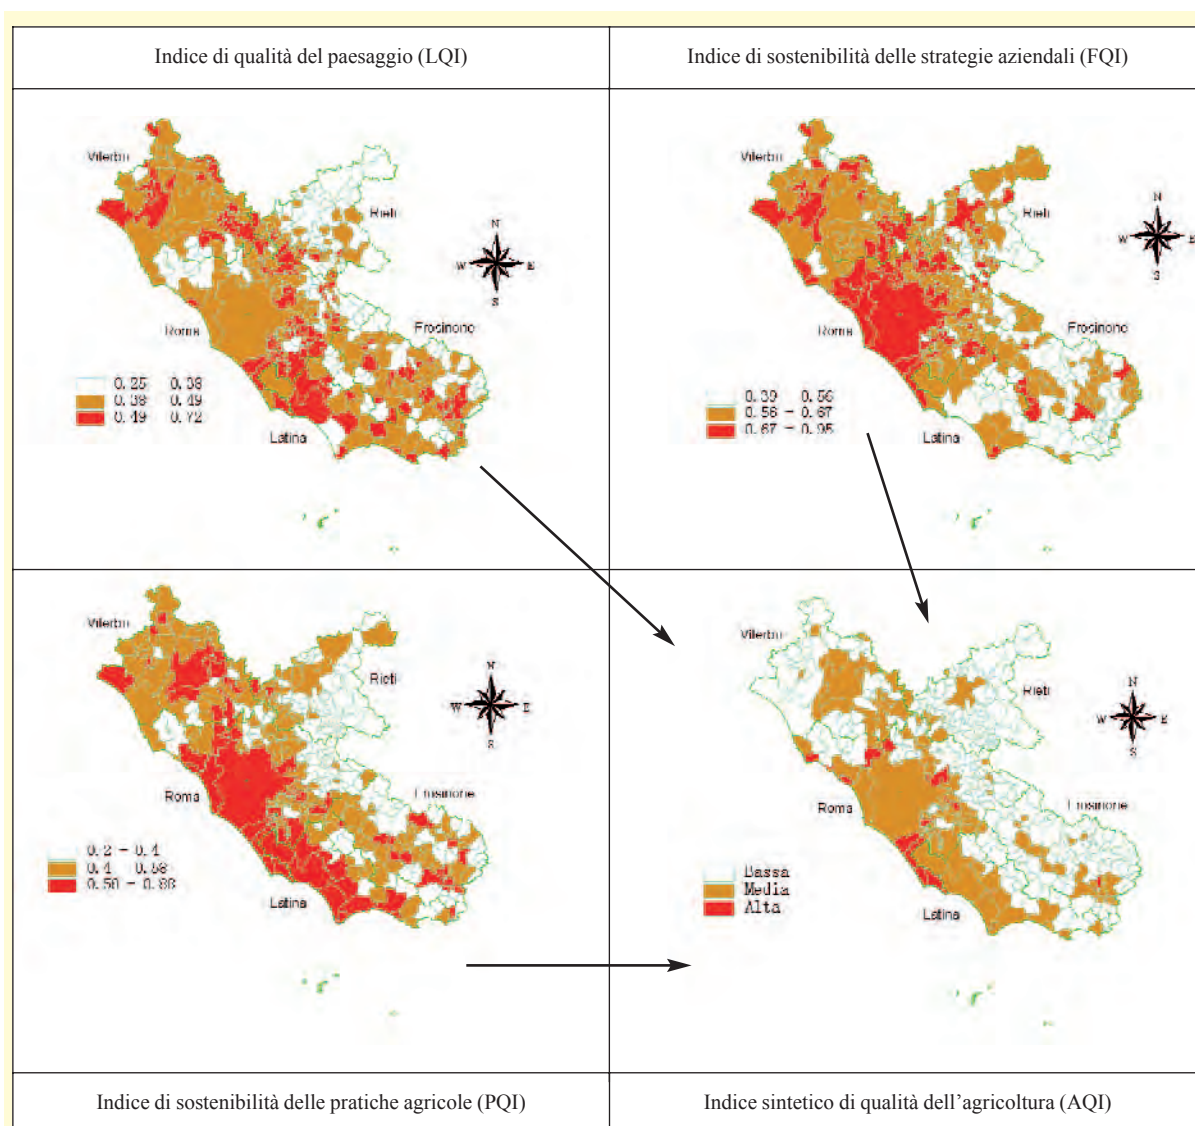 Indice di qualità del paesaggio (LQI)
Indice di sostenibilità delle strategie aziendali (FQI)
Viterbo
Rieti
N
W E
S
Roma
Frosinone
0.25 0.38
0.38 0.49
0.49 0.72
Latina
Viterbo
Rieti
N
W E
S
Roma
Frosinone
0.39 0.56
0.56 - 0.67
0.67 - 0.95
Latina
Viterbo
Rieti
N
W E
S
Roma
Frosinone
0.2 - 0.4
0.4 0.58
Latina
Viterbo
Rieti
N
W E
S
Roma
Frosinone
Bassa
Media
Alta
Latina
Indice di sostenibilità delle pratiche agricole (PQI)
Indice sintetico di qualità dell’agricoltura (AQI)